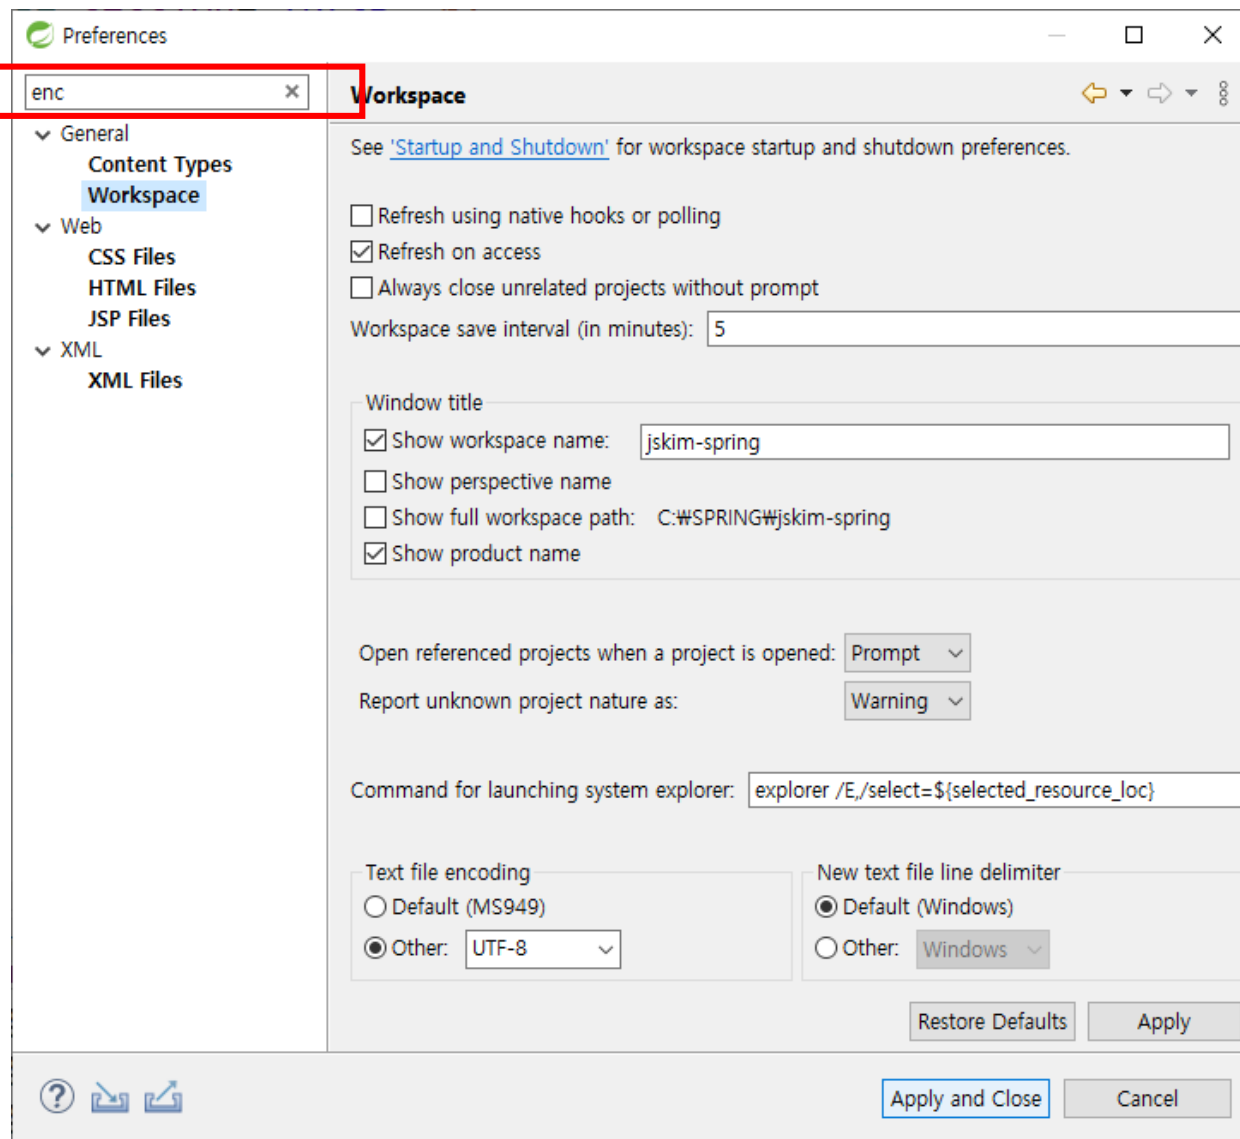 Preferences
enc
Workspace
General
Content Types
Workspace
Web
CSS Files
HTML Files
JSP Files
XML
XML Files
See 'Startup and Shutdown' for workspace startup and shutdown preferences.
Refresh using native hooks or polling
Refresh on access
Always close unrelated projects without prompt
Workspace save interval (in minutes): 5
Window title
Show workspace name: jskim-spring
Show perspective name
Show full workspace path: C:₩SPRING₩jskim-spring
Show product name
Open referenced projects when a project is opened: Prompt
Report unknown project nature as: Warning
Command for launching system explorer: explorer /E,/select=${selected_resource_loc}
Text file encoding
Default (MS949)
Other: UTF-8
New text file line delimiter
Default (Windows)
Other: Windows
Restore Defaults Apply
Apply and Close Cancel